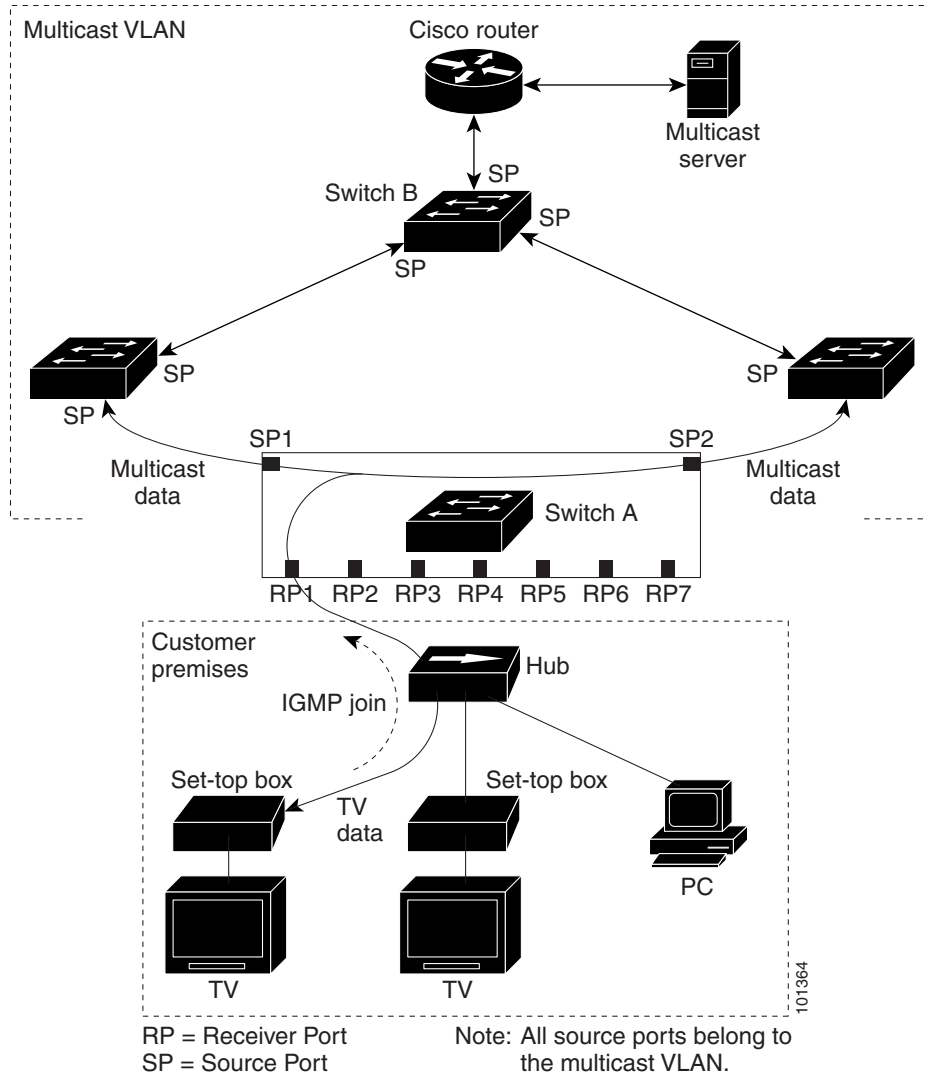 Multicast VLAN
Cisco router
Multicast
server
SP
Switch B
SP
SP
SP
SP
SP
SP1
SP2
Multicast
data
Multicast
data
Switch A
RP1 RP2 RP3 RP4 RP5 RP6 RP7
Customer
premises
Hub
IGMP join
Set-top box
Set-top box
TV
data
PC
TV
TV
101364
RP = Receiver Port
SP = Source Port
Note: All source ports belong to
the multicast VLAN.